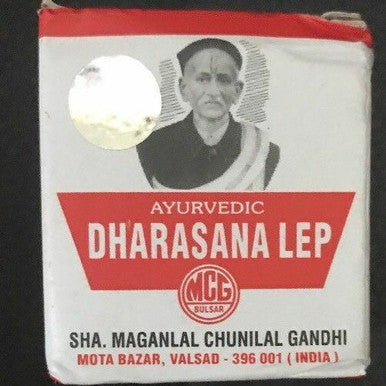 AYURVEDIC
DHARASANA LEP
MCG
BULSAR
SHA. MAGANLAL CHUNILAL GANDHI
MOTA BAZAR, VALSAD - 396 001 ( INDIA )